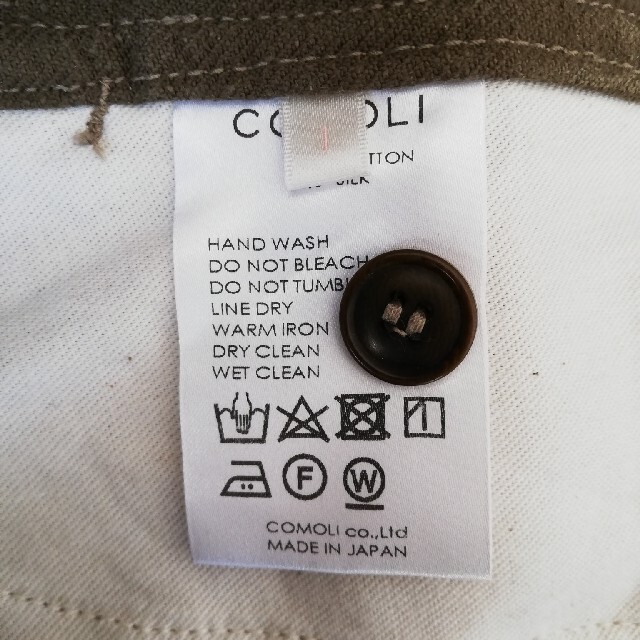 TTON
SILK
HAND WASH
DO NOT BLEACH
DO NOT TUMBL
LINE DRY
WARM IRON
DRY CLEAN
WET CLEAN
F W
COMOLI co.,Ltd
MADE IN JAPAN